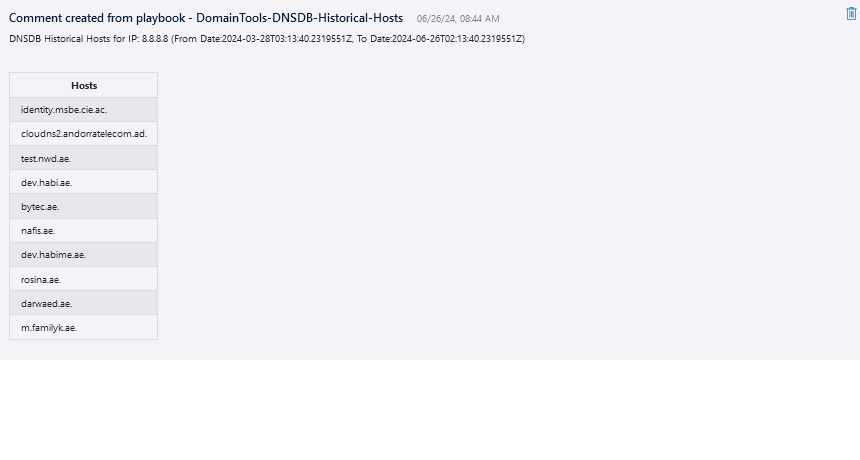 Comment created from playbook - DomainTools-DNSDB-Historical-Hosts 06/26/24, 08:44 AM
DNSDB Historical Hosts for IP: 8.8.8.8 (From Date:2024-03-28T03:13:40.2319551Z, To Date:2024-06-26T02:13:40.2319551Z)
Hosts
identity.msbe.cie.ac.
cloudns2.andorratelecom.ad.
test.nwd.ae.
dev.habi.ae.
bytec.ae.
nafis.ae.
dev.habime.ae.
rosina.ae.
darwaed.ae.
m.familyk.ae.